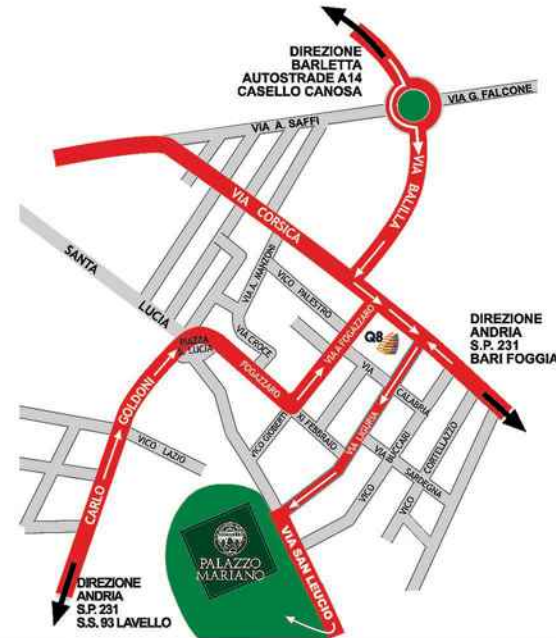 DIREZIONE
BARLETTA
AUTOSTRADE A14
CASELLO CANOSA
VIA G. FALCONE
VIA A. SAFFI
VIA BALILLA
VIA CORSICA
SANTA
LUCIA
VIA A. MANZONI
VICO PALESTRO
VIA CROCE
PIAZZA
S. LUCIA
FOGAZZARO
VIA A FOGAZZARO
Q8
DIREZIONE
ANDRIA
S.P. 231
BARI FOGGIA
VIA
CALABRIA
CARLO
GOLDONI
VICO LAZIO
VICO GIOBERTI
XI FEBBRAIO
VIA LIGURIA
VIA BUCCARI
SARDEGNA
VICO
CORTELLAZZO
VICO
PALAZZO
MARIANO
VIA SAN LEUCIO
DIREZIONE
ANDRIA
S.P. 231
S.S. 93 LAVELLO